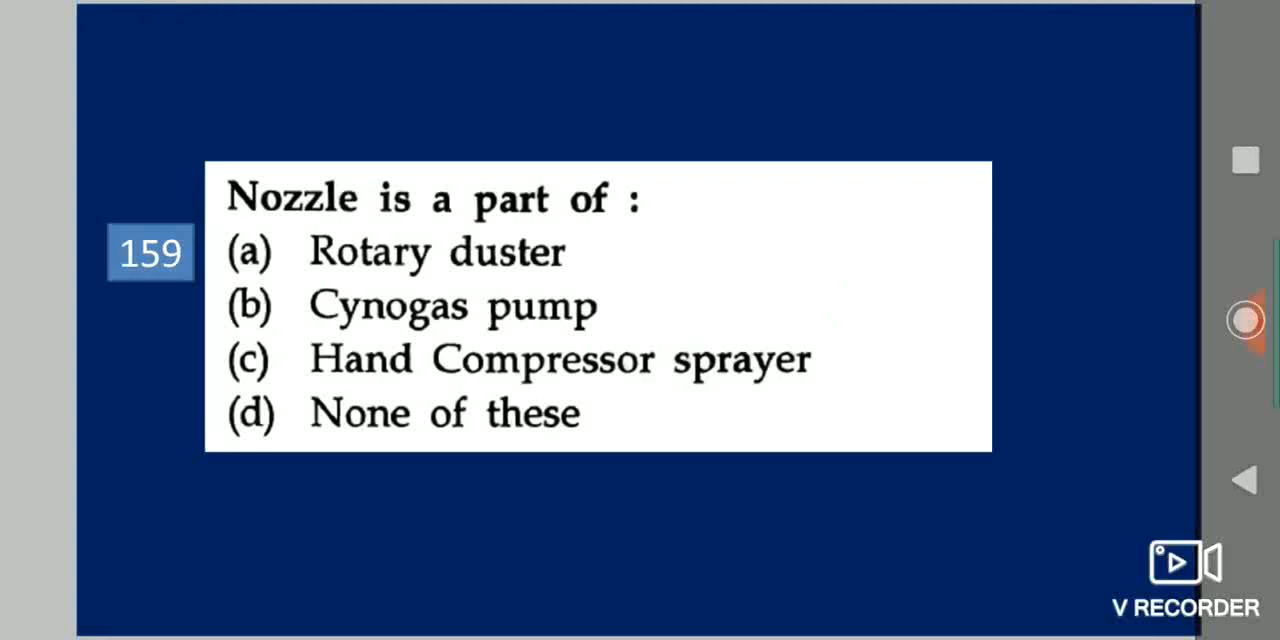 Nozzle is a part of :
159
(a) Rotary duster
(b) Cynogas pump
(c) Hand Compressor sprayer
(d) None of these
V RECORDER